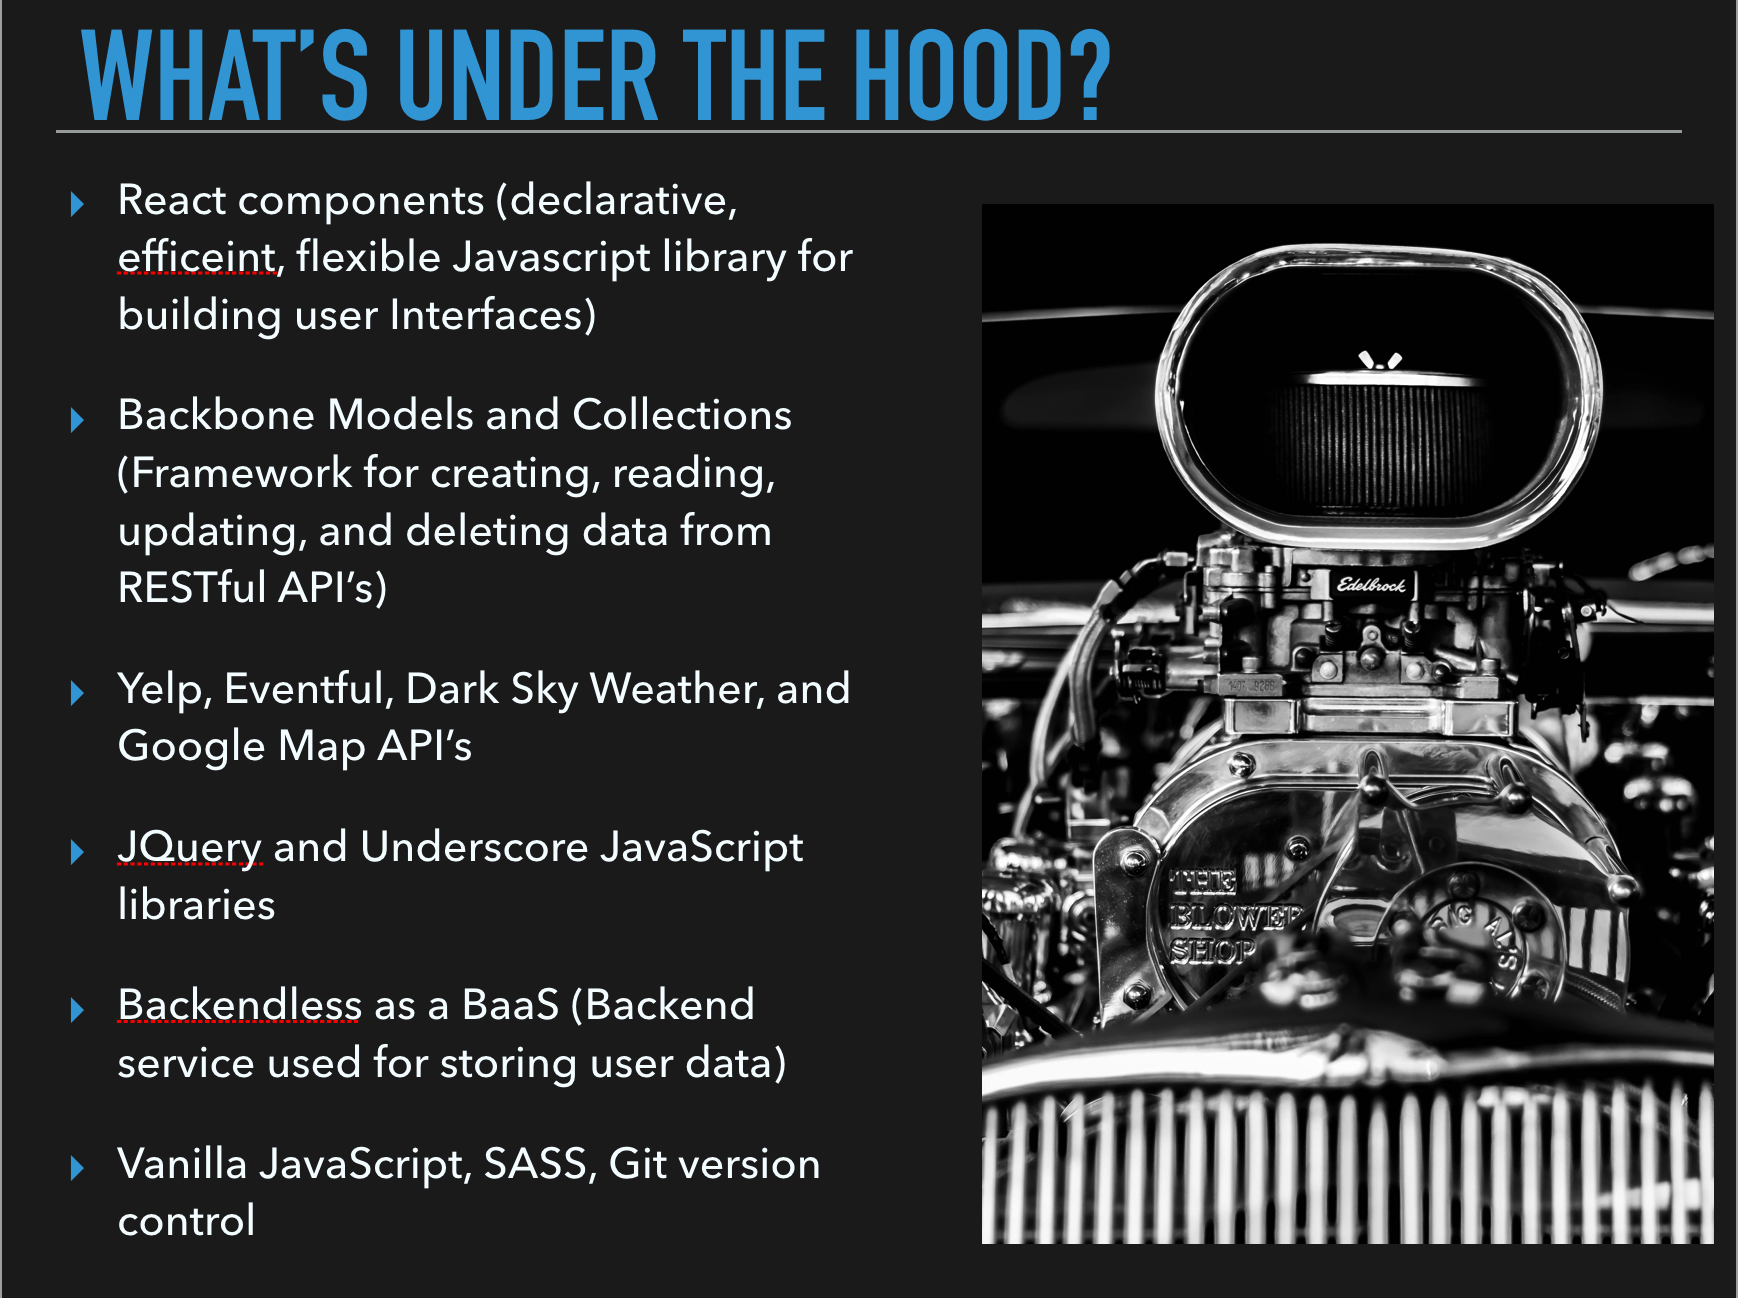 WHAT’S UNDER THE HOOD?
React components (declarative,
efficeint, flexible Javascript library for
building user Interfaces)
Backbone Models and Collections
(Framework for creating, reading,
updating, and deleting data from
RESTful API’s)
Yelp, Eventful, Dark Sky Weather, and
Google Map API’s
JQuery and Underscore JavaScript
libraries
Backendless as a BaaS (Backend
service used for storing user data)
Vanilla JavaScript, SASS, Git version
control
Edelbrock
THE
BLOWER
SHOP
AL'S